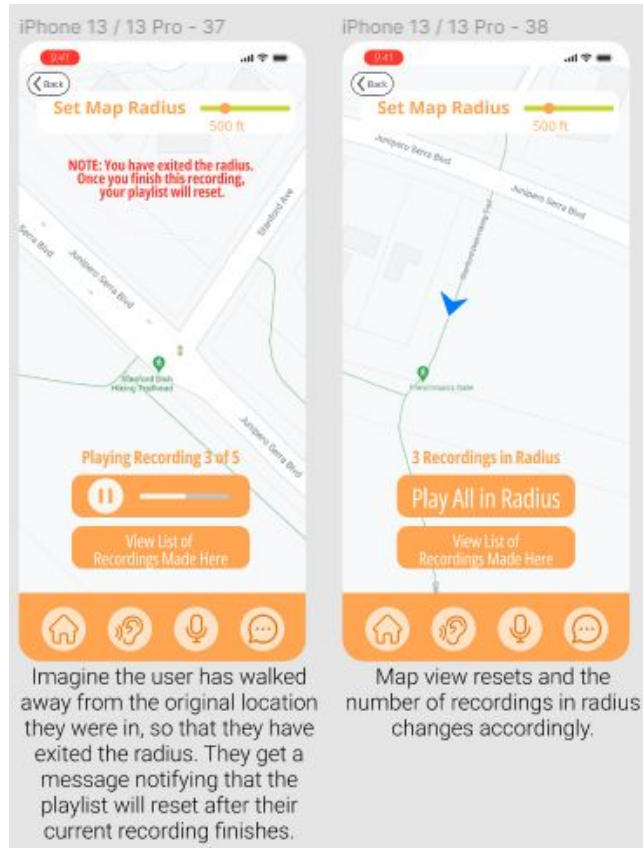 iPhone 13 / 13 Pro - 37
9:41
Back
Set Map Radius
500 ft
NOTE: You have exited the radius.
Once you finish this recording,
your playlist will reset.
Stanford Ave
Serra Blvd
Junipero Serra Blvd
Stanford Dish
Hiking Trailhead
Junipero Serra Blvd
Playing Recording 3 of 5
View List of
Recordings Made Here
Imagine the user has walked
away from the original location
they were in, so that they have
exited the radius. They get a
message notifying that the
playlist will reset after their
current recording finishes.
iPhone 13 / 13 Pro - 38
9:41
Back
Set Map Radius
500 ft
Junipero Serra Blvd
Junipero Serra Blvd
Stanford Dish Hiking Trail
Frenchmans Gate
3 Recordings in Radius
Play All in Radius
View List of
Recordings Made Here
Map view resets and the
number of recordings in radius
changes accordingly.